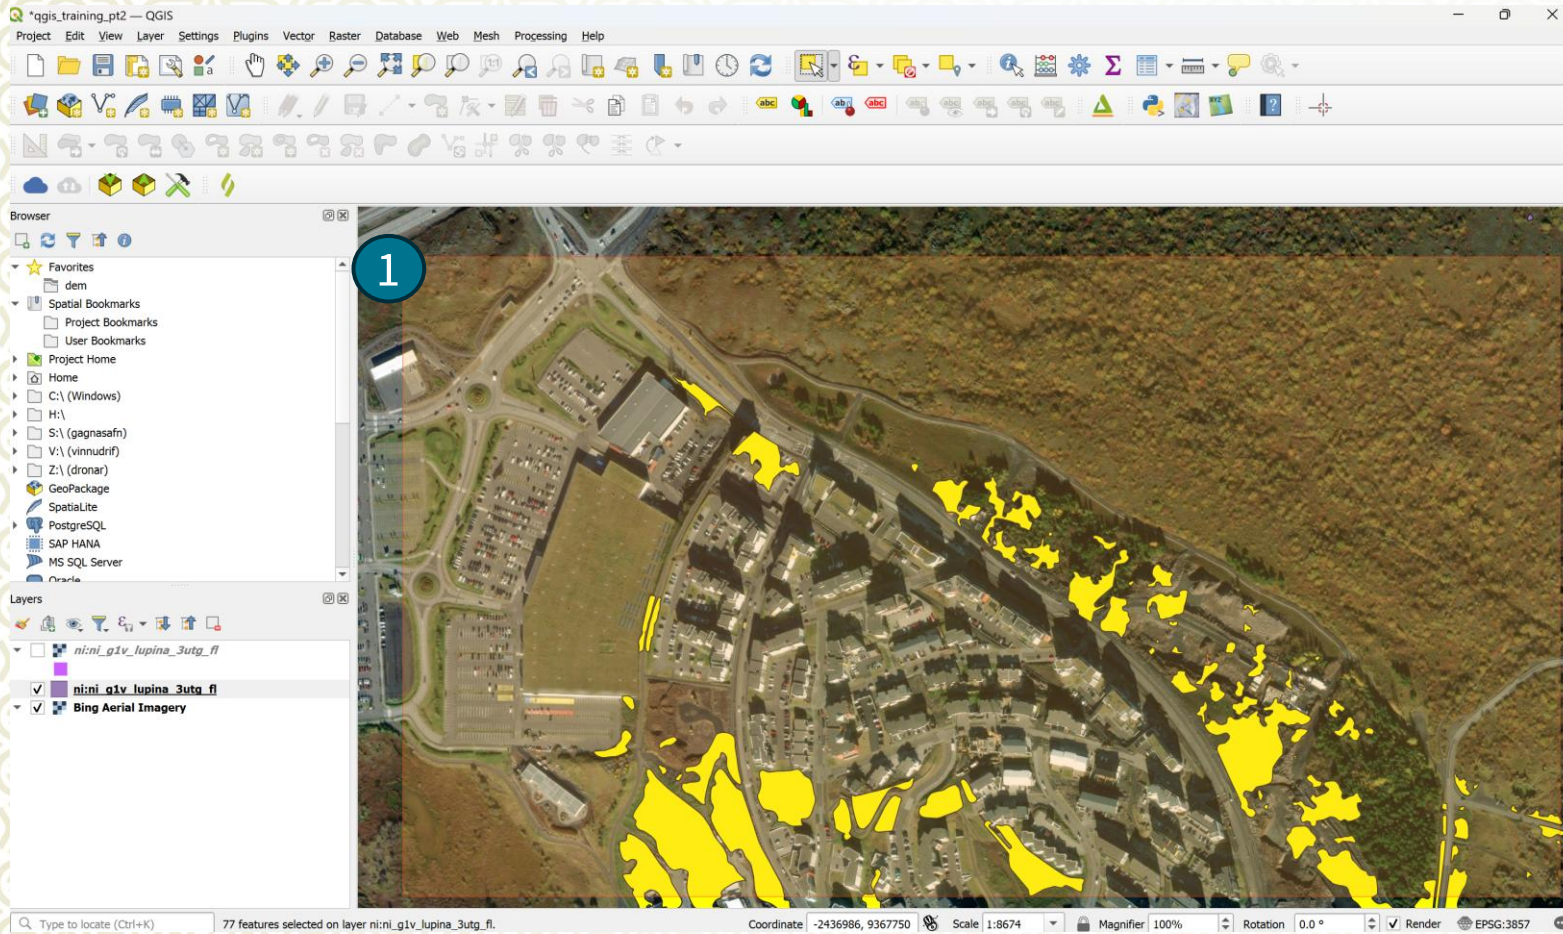 *qgis_training_pt2 — QGIS
Project Edit View Layer Settings Plugins Vector Raster Database Web Mesh Processing Help
Browser
Favorites
dem
Spatial Bookmarks
Project Bookmarks
User Bookmarks
Project Home
Home
C:\ (Windows)
H:\
S:\ (gagnasafn)
V:\ (vinnudrif)
Z:\ (dronar)
GeoPackage
SpatiaLite
PostgreSQL
SAP HANA
MS SQL Server
Oracle
1
Layers
ni:ni_g1v_lupina_3utg_fl
ni:ni_g1v_lupina_3utg_fl
Bing Aerial Imagery
Type to locate (Ctrl+K) 77 features selected on layer ni:ni_g1v_lupina_3utg_fl. Coordinate -2436986, 9367750 Scale 1:8674 Magnifier 100% Rotation 0.0 ° Render EPSG:3857